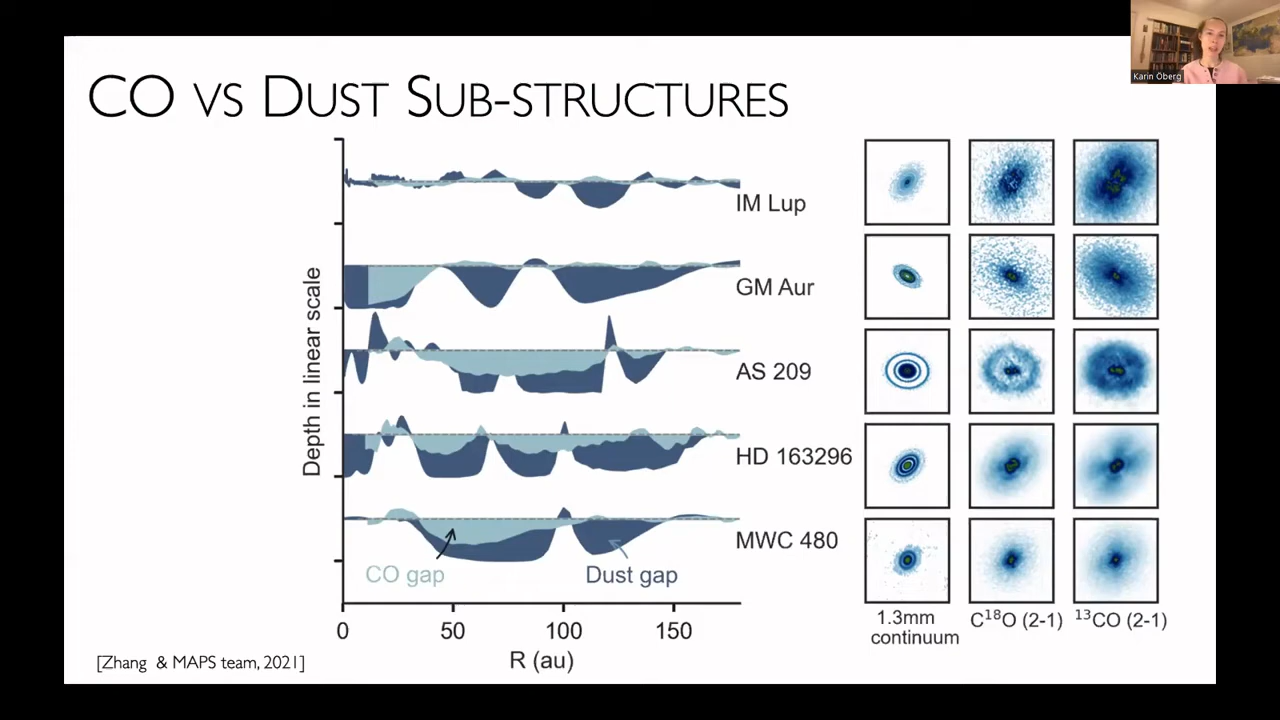 Karin Öberg
CO vs Dust Sub-structures
Depth in linear scale
IM Lup
GM Aur
AS 209
HD 163296
MWC 480
CO gap
Dust gap
0 50 100 150
R (au)
1.3mm
continuum
C¹⁸O (2-1)
¹³CO (2-1)
[Zhang & MAPS team, 2021]